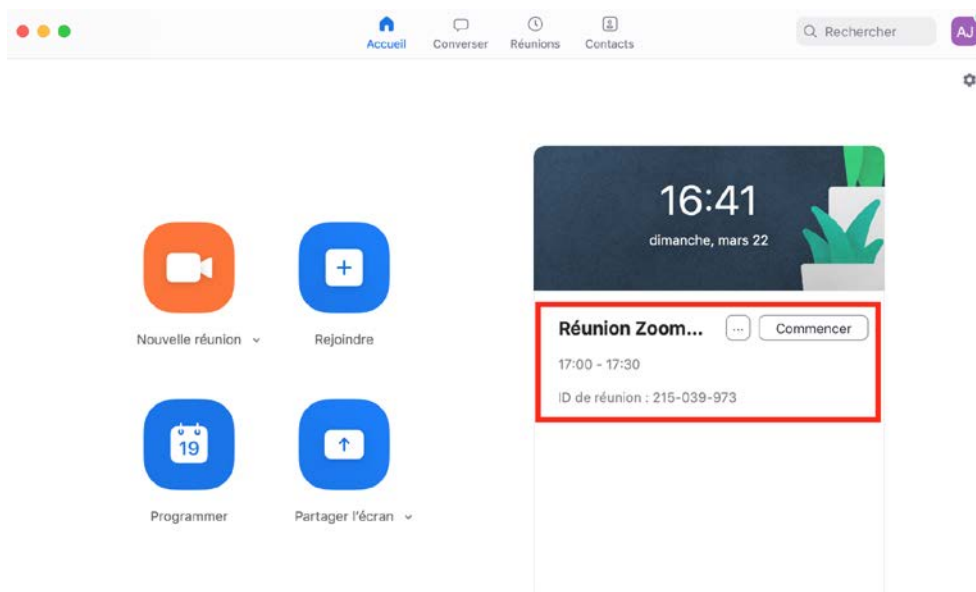 Accueil
Converser
Réunions
Contacts
Rechercher
AJ
16:41
dimanche, mars 22
Nouvelle réunion
Rejoindre
Réunion Zoom...
...
Commencer
17:00 - 17:30
ID de réunion : 215-039-973
19
Programmer
Partager l'écran